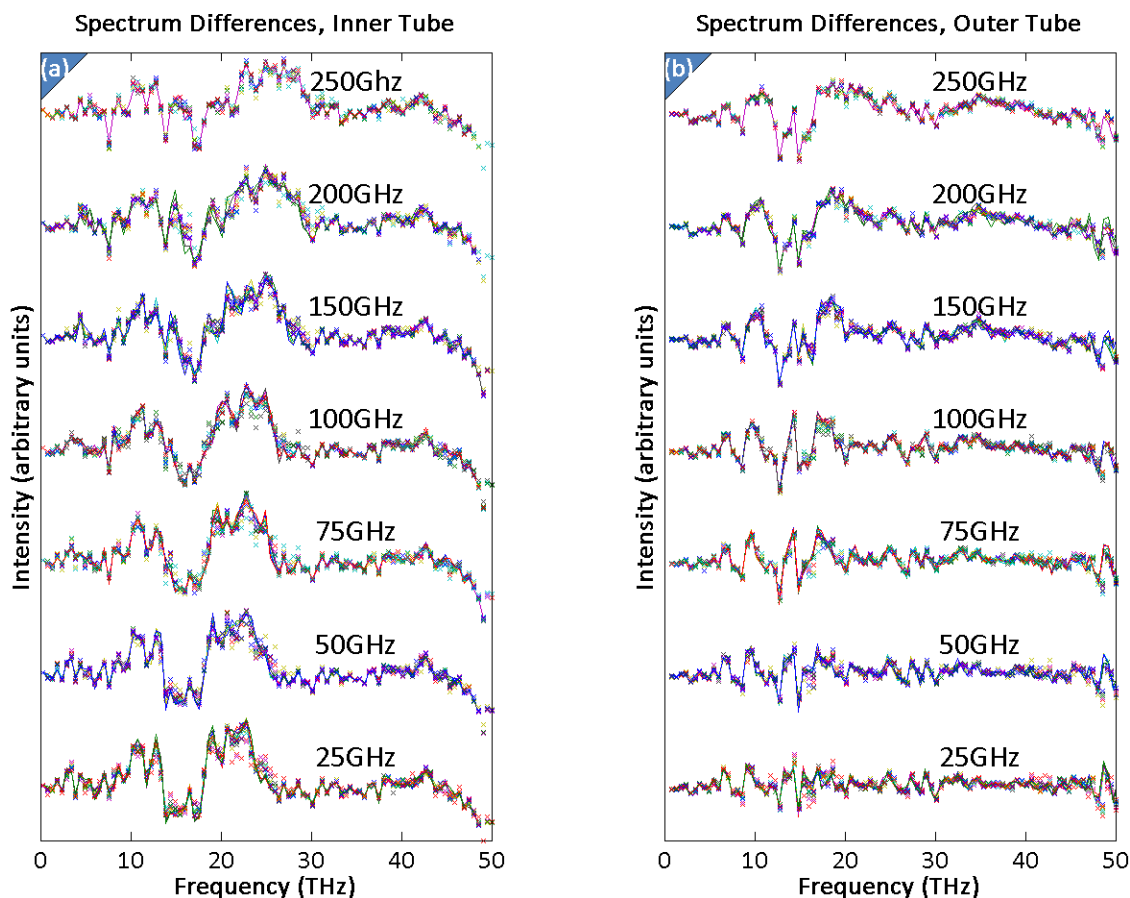 Spectrum Differences, Inner Tube
(a)
250Ghz
200GHz
150GHz
100GHz
75GHz
50GHz
25GHz
Intensity (arbitrary units)
0 10 20 30 40 50
Frequency (THz)
Spectrum Differences, Outer Tube
(b)
250GHz
200GHz
150GHz
100GHz
75GHz
50GHz
25GHz
Intensity (arbitrary units)
0 10 20 30 40 50
Frequency (THz)